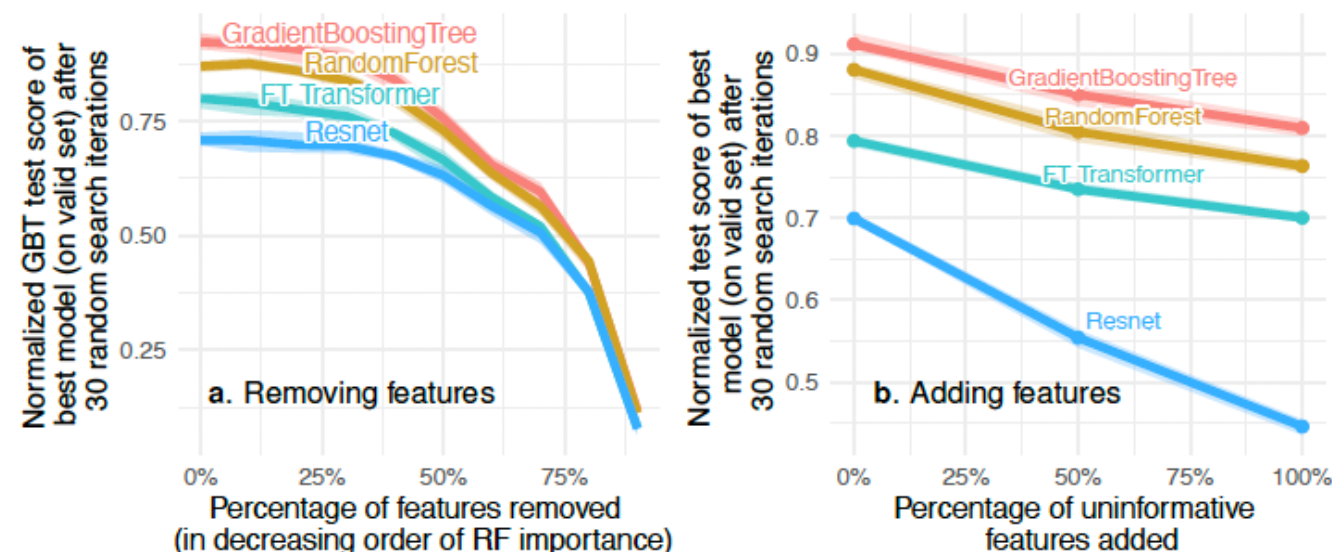 Normalized GBT test score of
best model (on valid set) after
30 random search iterations
0.75
0.50
0.25
GradientBoostingTree
RandomForest
FT Transformer
Resnet
a. Removing features
0%
25%
50%
75%
Percentage of features removed
(in decreasing order of RF importance)
Normalized test score of best
model (on valid set) after
30 random search iterations
0.9
0.8
0.7
0.6
0.5
GradientBoostingTree
RandomForest
FT Transformer
Resnet
b. Adding features
0%
25%
50%
75%
100%
Percentage of uninformative
features added